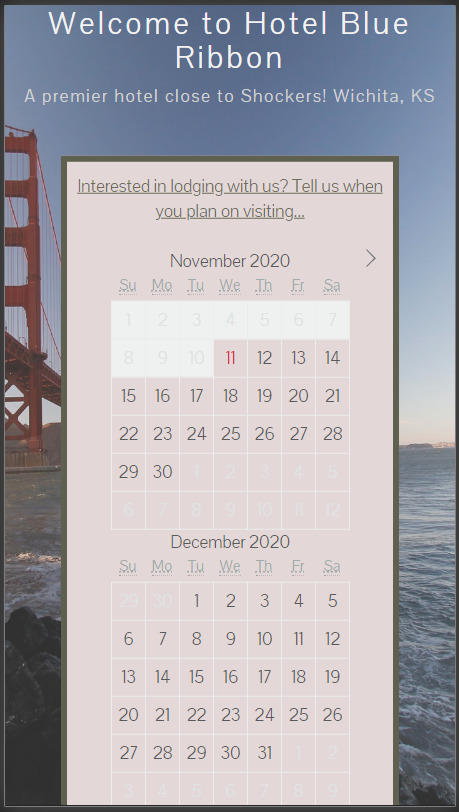 Welcome to Hotel Blue
Ribbon
A premier hotel close to Shockers! Wichita, KS
Interested in lodging with us? Tell us when
you plan on visiting...
November 2020
Su Mo Tu We Th Fr Sa
1 2 3 4 5 6 7
8 9 10 11 12 13 14
15 16 17 18 19 20 21
22 23 24 25 26 27 28
29 30 1 2 3 4 5
6 7 8 9 10 11 12
December 2020
Su Mo Tu We Th Fr Sa
29 30 1 2 3 4 5
6 7 8 9 10 11 12
13 14 15 16 17 18 19
20 21 22 23 24 25 26
27 28 29 30 31 1 2
3 4 5 6 7 8 9